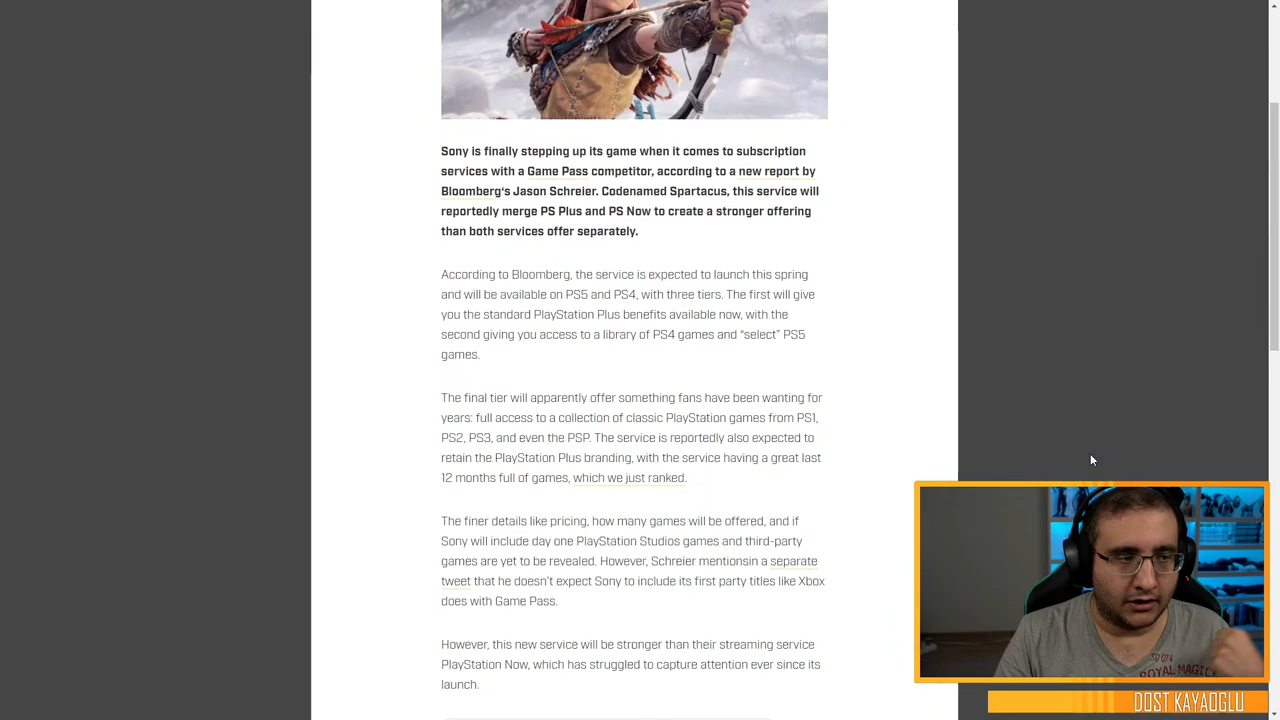 Sony is finally stepping up its game when it comes to subscription
services with a Game Pass competitor, according to a new report by
Bloomberg‘s Jason Schreier. Codenamed Spartacus, this service will
reportedly merge PS Plus and PS Now to create a stronger offering
than both services offer separately.
According to Bloomberg, the service is expected to launch this spring
and will be available on PS5 and PS4, with three tiers. The first will give
you the standard PlayStation Plus benefits available now, with the
second giving you access to a library of PS4 games and “select” PS5
games.
The final tier will apparently offer something fans have been wanting for
years: full access to a collection of classic PlayStation games from PS1,
PS2, PS3, and even the PSP. The service is reportedly also expected to
retain the PlayStation Plus branding, with the service having a great last
12 months full of games, which we just ranked.
The finer details like pricing, how many games will be offered, and if
Sony will include day one PlayStation Studios games and third-party
games are yet to be revealed. However, Schreier mentionsin a separate
tweet that he doesn’t expect Sony to include its first party titles like Xbox
does with Game Pass.
However, this new service will be stronger than their streaming service
PlayStation Now, which has struggled to capture attention ever since its
launch.
ROYAL MAGIC
DOST KAYAOGLU